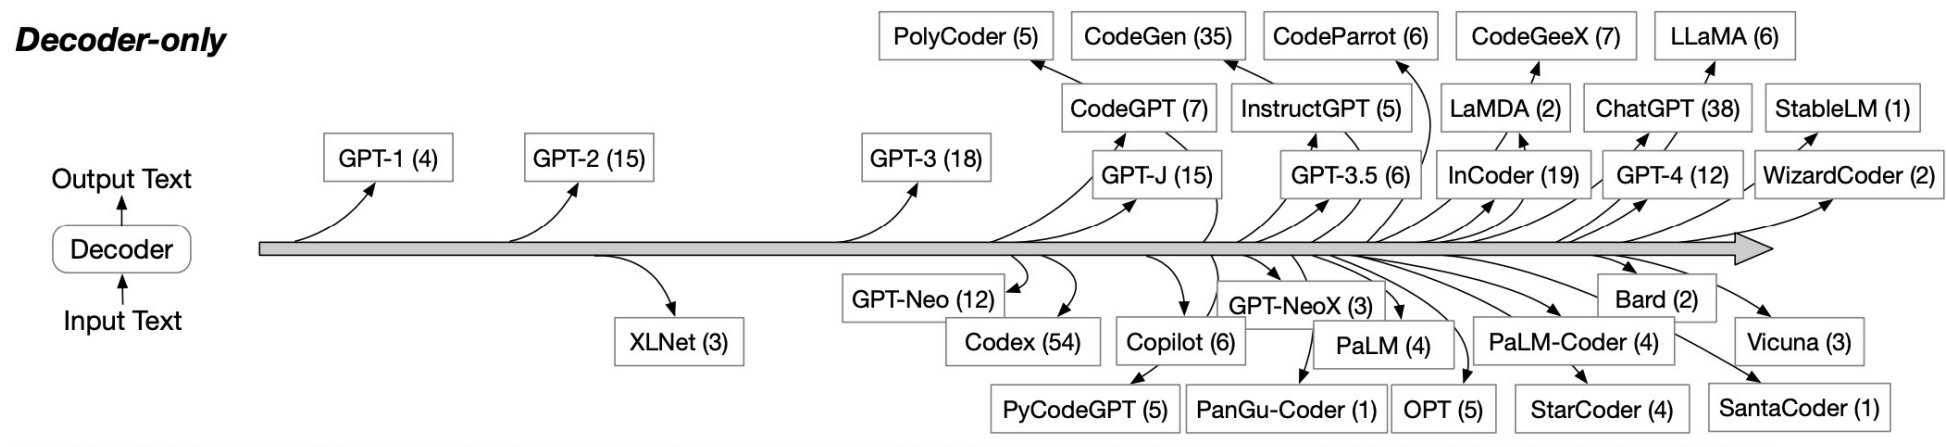 Decoder-only
PolyCoder (5)
CodeGen (35)
CodeParrot (6)
CodeGeeX (7)
LLaMA (6)
CodeGPT (7)
InstructGPT (5)
LaMDA (2)
ChatGPT (38)
StableLM (1)
GPT-1 (4)
GPT-2 (15)
GPT-3 (18)
GPT-J (15)
GPT-3.5 (6)
InCoder (19)
GPT-4 (12)
WizardCoder (2)
Output Text
Decoder
Input Text
GPT-Neo (12)
GPT-NeoX (3)
Bard (2)
XLNet (3)
Codex (54)
Copilot (6)
PaLM (4)
PaLM-Coder (4)
Vicuna (3)
PyCodeGPT (5)
PanGu-Coder (1)
OPT (5)
StarCoder (4)
SantaCoder (1)